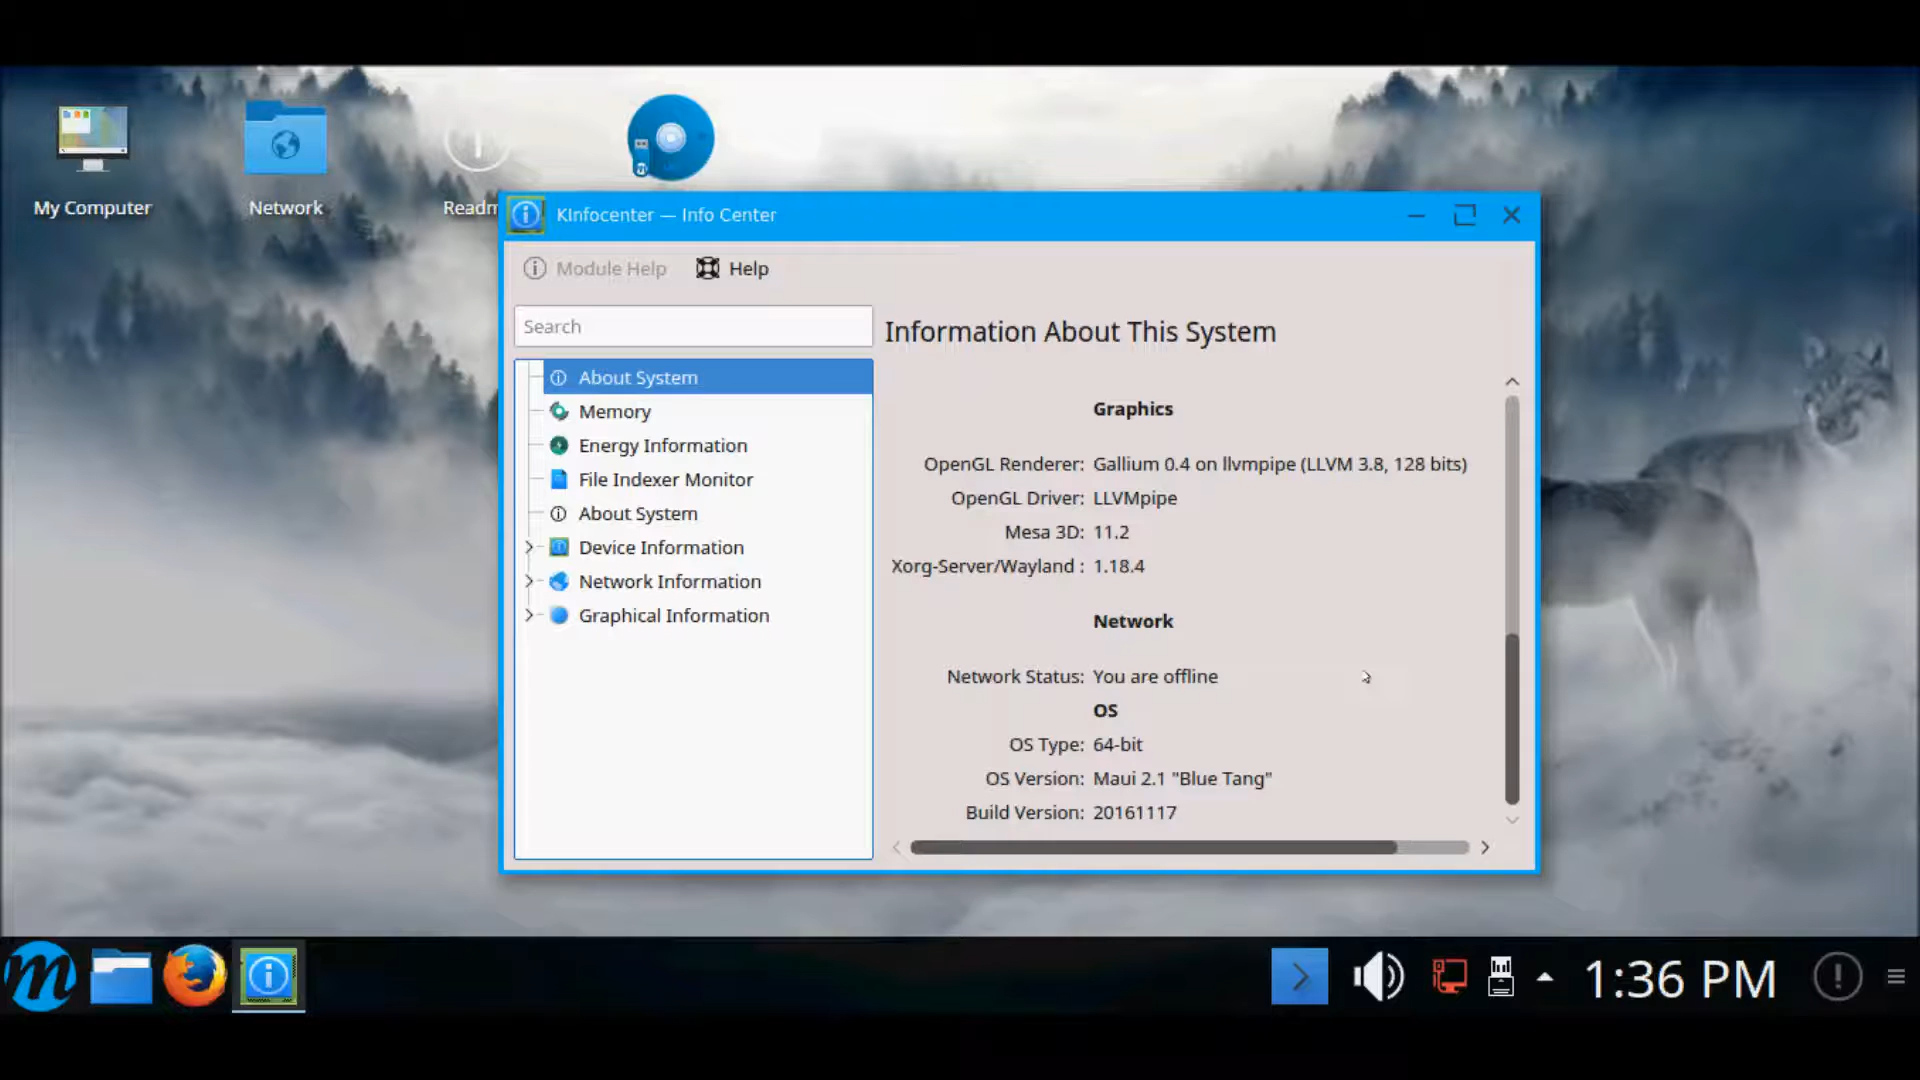 My Computer
Network
Readm
KInfocenter — Info Center
Module Help
Help
Search
Information About This System
About System
Memory
Energy Information
File Indexer Monitor
About System
Device Information
Network Information
Graphical Information
Graphics
OpenGL Renderer: Gallium 0.4 on llvmpipe (LLVM 3.8, 128 bits)
OpenGL Driver: LLVMpipe
Mesa 3D: 11.2
Xorg-Server/Wayland : 1.18.4
Network
Network Status: You are offline
OS
OS Type: 64-bit
OS Version: Maui 2.1 "Blue Tang"
Build Version: 20161117
m
1:36 PM